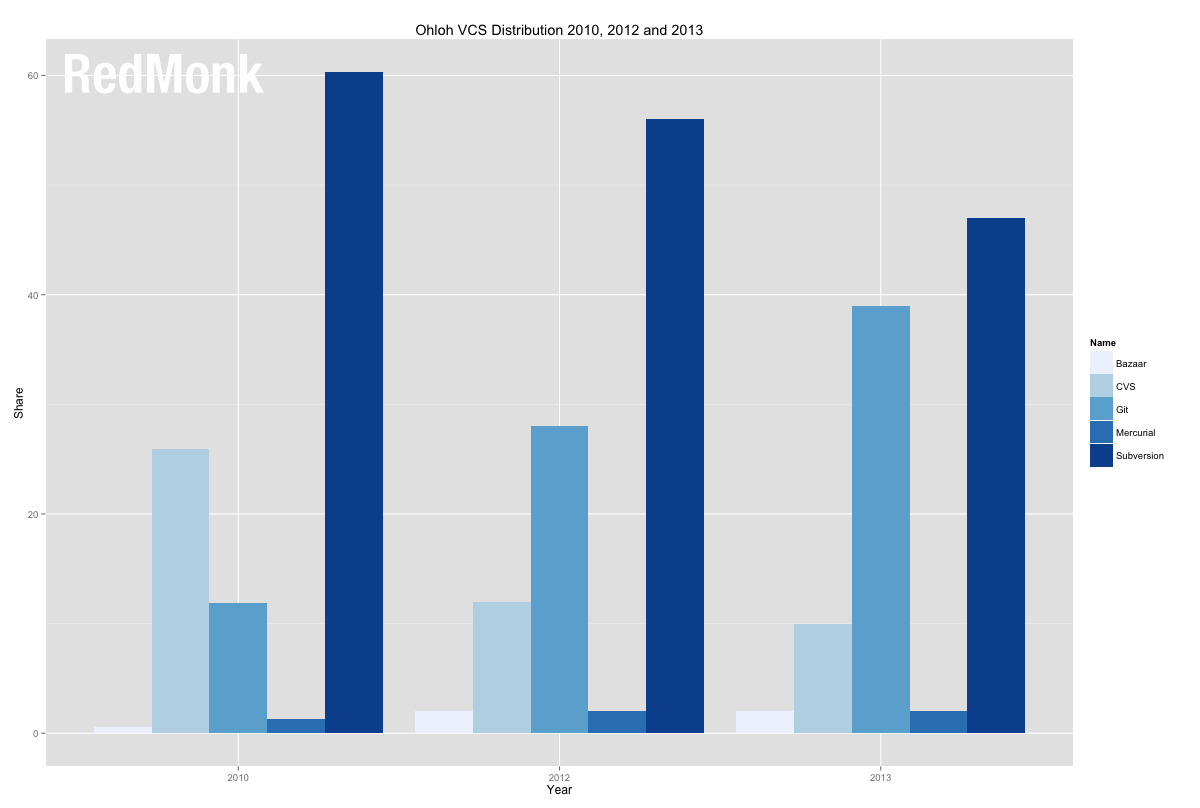 Ohloh VCS Distribution 2010, 2012 and 2013
RedMonk
60
40
20
0
Share
2010
2012
2013
Year
Name
Bazaar
CVS
Git
Mercurial
Subversion